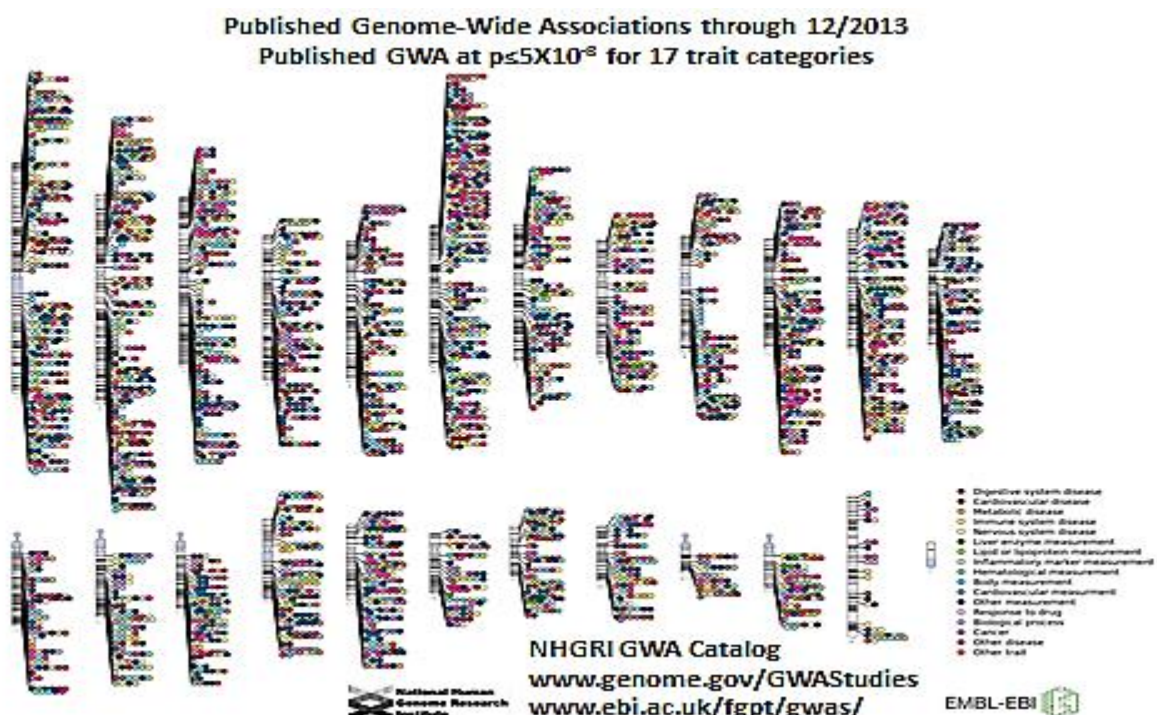 Published Genome-Wide Associations through 12/2013
Published GWA at p≤5X10⁻⁸ for 17 trait categories
Digestive system disease
Cardiovascular disease
Metabolic disease
Immune system disease
Nervous system disease
Liver enzyme measurement
Lipid or lipoprotein measurement
Inflammatory marker measurement
Hematological measurement
Body measurement
Cardiovascular measurement
Other measurement
Response to drug
Biological process
Cancer
Other disease
Other trait
NHGRI GWA Catalog
www.genome.gov/GWAStudies
www.ebi.ac.uk/fgpt/gwas/
National Human
Genome Research
Institute
EMBL-EBI